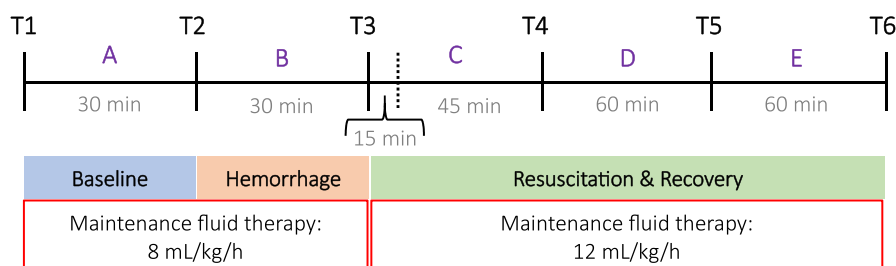 T1 T2 T3 T4 T5 T6
A B C D E
30 min 30 min 45 min 60 min 60 min
15 min
Baseline Hemorrhage Resuscitation & Recovery
Maintenance fluid therapy: Maintenance fluid therapy:
8 mL/kg/h 12 mL/kg/h